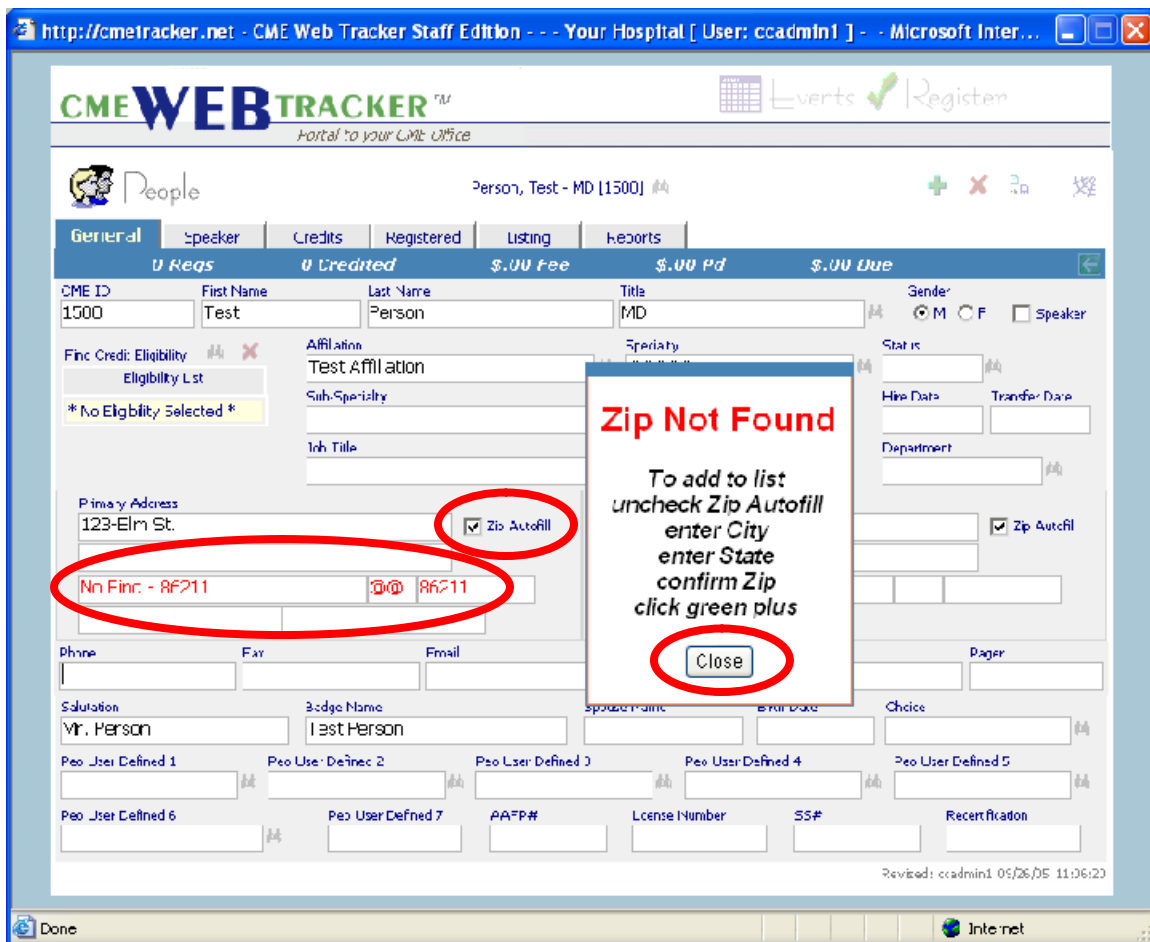 http://cmetracker.net - CME Web Tracker Staff Edition - - - Your Hospital [ User: ccadmin1 ] - - Microsoft Inter...
CME WEB TRACKER TM
Portal to your CME Office
Events Register
People
Person, Test - MD [1500]
General Speaker Credits Registered Listing Reports
0 Regs 0 Credited $.00 Fee $.00 Pd $.00 Due
CME ID First Name Last Name Title Gender
1500 Test Person MD M F Speaker
Find Credit Eligibility Affiliation Specialty Status
Eligibility List Test Affiliation
* No Eligibility Selected * Sub-Specialty Hire Date Transfer Date
Job Title Department
Zip Not Found
To add to list
uncheck Zip Autofill
enter City
enter State
confirm Zip
click green plus
Close
Primary Address
123-Elm St. Zip Autofill Zip Autofill
No Find - 86211 @@ 86211
Phone Fax Email Pager
Salutation Badge Name Spouse Name Birth Date Choice
Mr. Person Test Person
Peo User Defined 1 Peo User Defined 2 Peo User Defined 3 Peo User Defined 4 Peo User Defined 5
Peo User Defined 6 Peo User Defined 7 AAFP# License Number SS# Recertification
Revised: ccadmin1 09/26/05 11:06:20
Done Internet